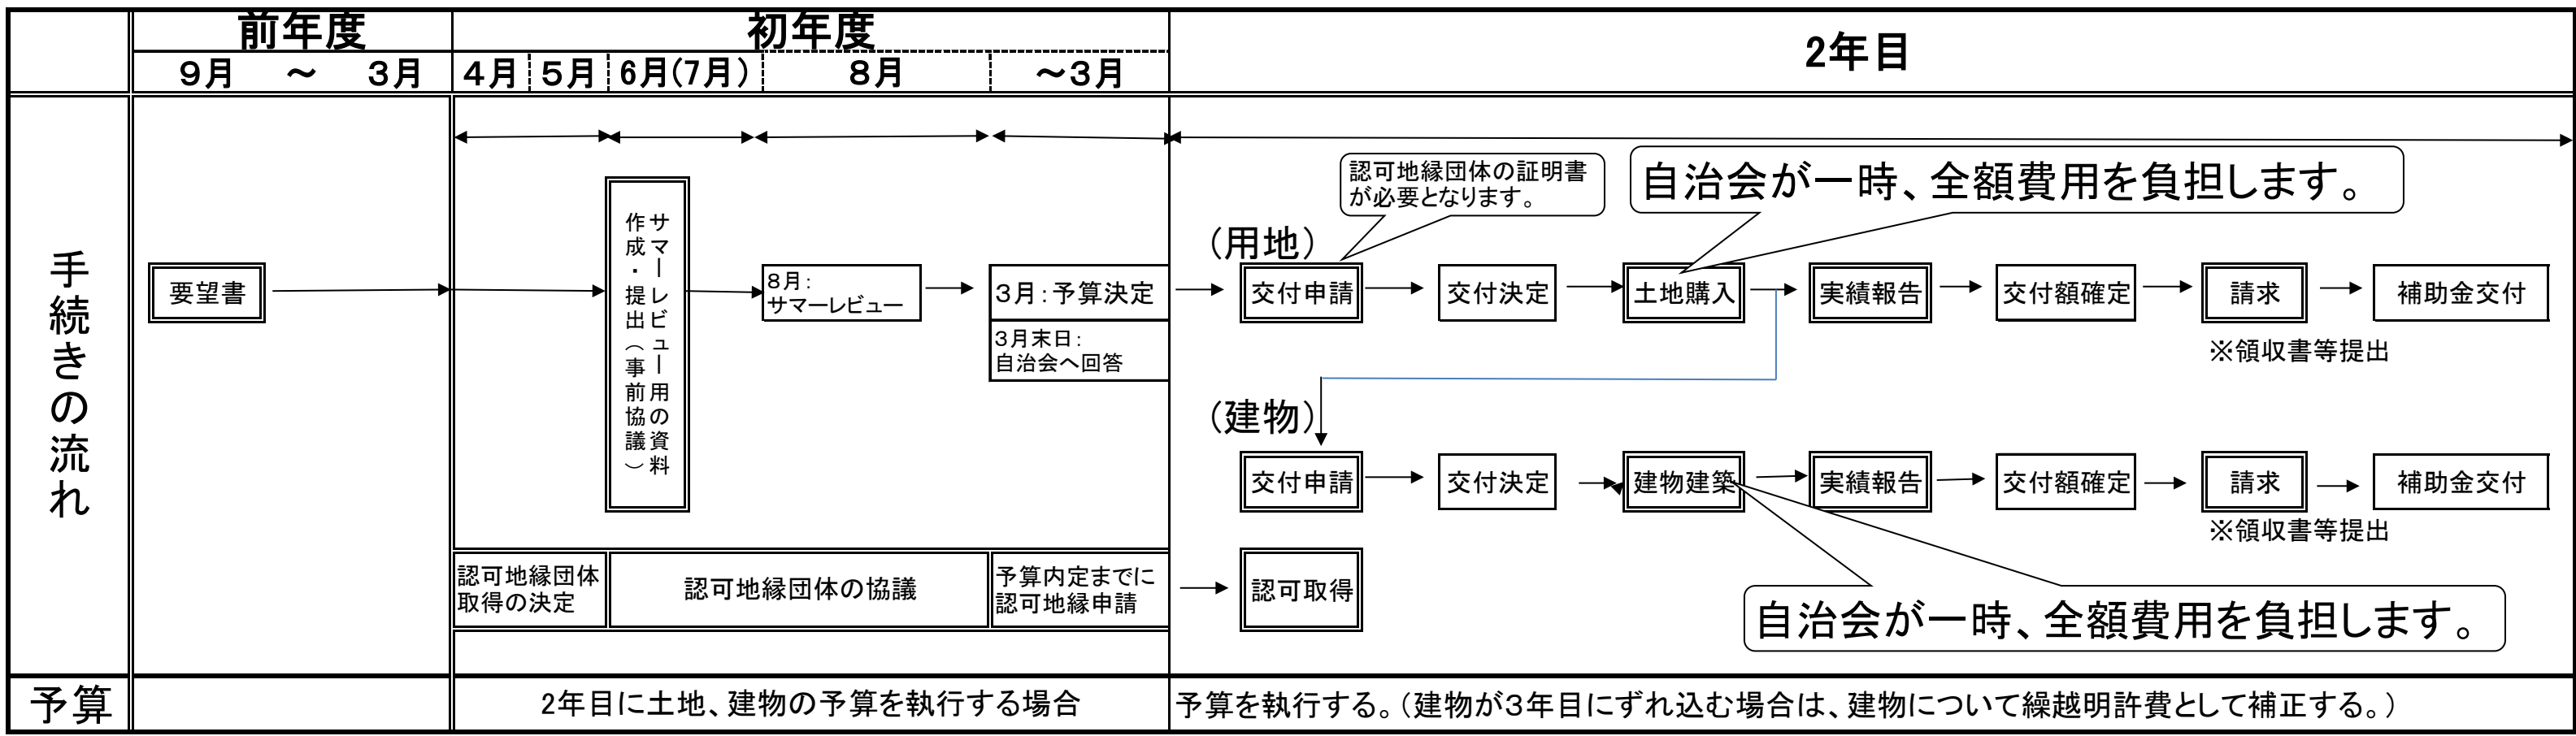 前年度
初年度
2年目
９月　～　３月
４月
５月
6月(7月)
８月
～３月
手続きの流れ
認可地縁団体の証明書
が必要となります。
自治会が一時、全額費用を負担します。
要望書
サマーレビュー用の資料
作成・提出（事前協議）
８月：
サマーレビュー
３月：予算決定
３月末日：
自治会へ回答
（用地）
交付申請
交付決定
土地購入
実績報告
交付額確定
請求
補助金交付
※領収書等提出
（建物）
交付申請
交付決定
建物建築
実績報告
交付額確定
請求
補助金交付
※領収書等提出
認可地縁団体
取得の決定
認可地縁団体の協議
予算内定までに
認可地縁申請
認可取得
自治会が一時、全額費用を負担します。
予算
2年目に土地、建物の予算を執行する場合
予算を執行する。（建物が３年目にずれ込む場合は、建物について繰越明許費として補正する。）